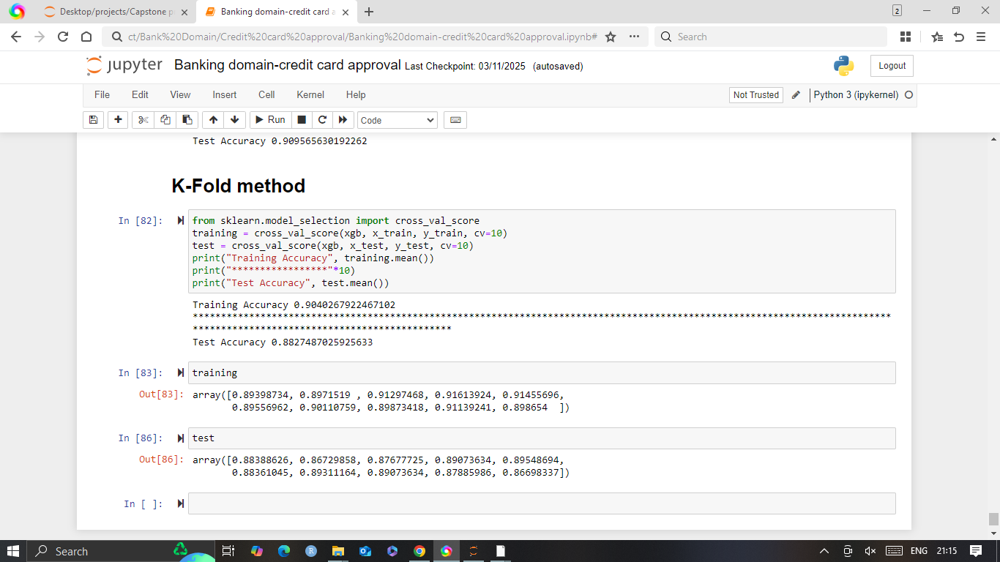 Desktop/projects/Capstone p
Banking domain-credit card a
2
ct/Bank%20Domain/Credit%20card%20approval/Banking%20domain-credit%20card%20approval.ipynb#
Search
jupyter Banking domain-credit card approval Last Checkpoint: 03/11/2025 (autosaved)
Logout
File Edit View Insert Cell Kernel Help
Not Trusted
Python 3 (ipykernel)
Run
Code
Test Accuracy 0.909565630192262
K-Fold method
In [82]:
from sklearn.model_selection import cross_val_score
training = cross_val_score(xgb, x_train, y_train, cv=10)
test = cross_val_score(xgb, x_test, y_test, cv=10)
print("Training Accuracy", training.mean())
print("*****************"*10)
print("Test Accuracy", test.mean())
Training Accuracy 0.9040267922467102
****************************************************************************************************************************
**********************************************
Test Accuracy 0.8827487025925633
In [83]: training
Out[83]: array([0.89398734, 0.8971519 , 0.91297468, 0.91613924, 0.91455696,
0.89556962, 0.90110759, 0.89873418, 0.91139241, 0.898654  ])
In [86]: test
Out[86]: array([0.88388626, 0.86729858, 0.87677725, 0.89073634, 0.89548694,
0.88361045, 0.89311164, 0.89073634, 0.87885986, 0.86698337])
In [ ]:
Search
R
ENG 21:15